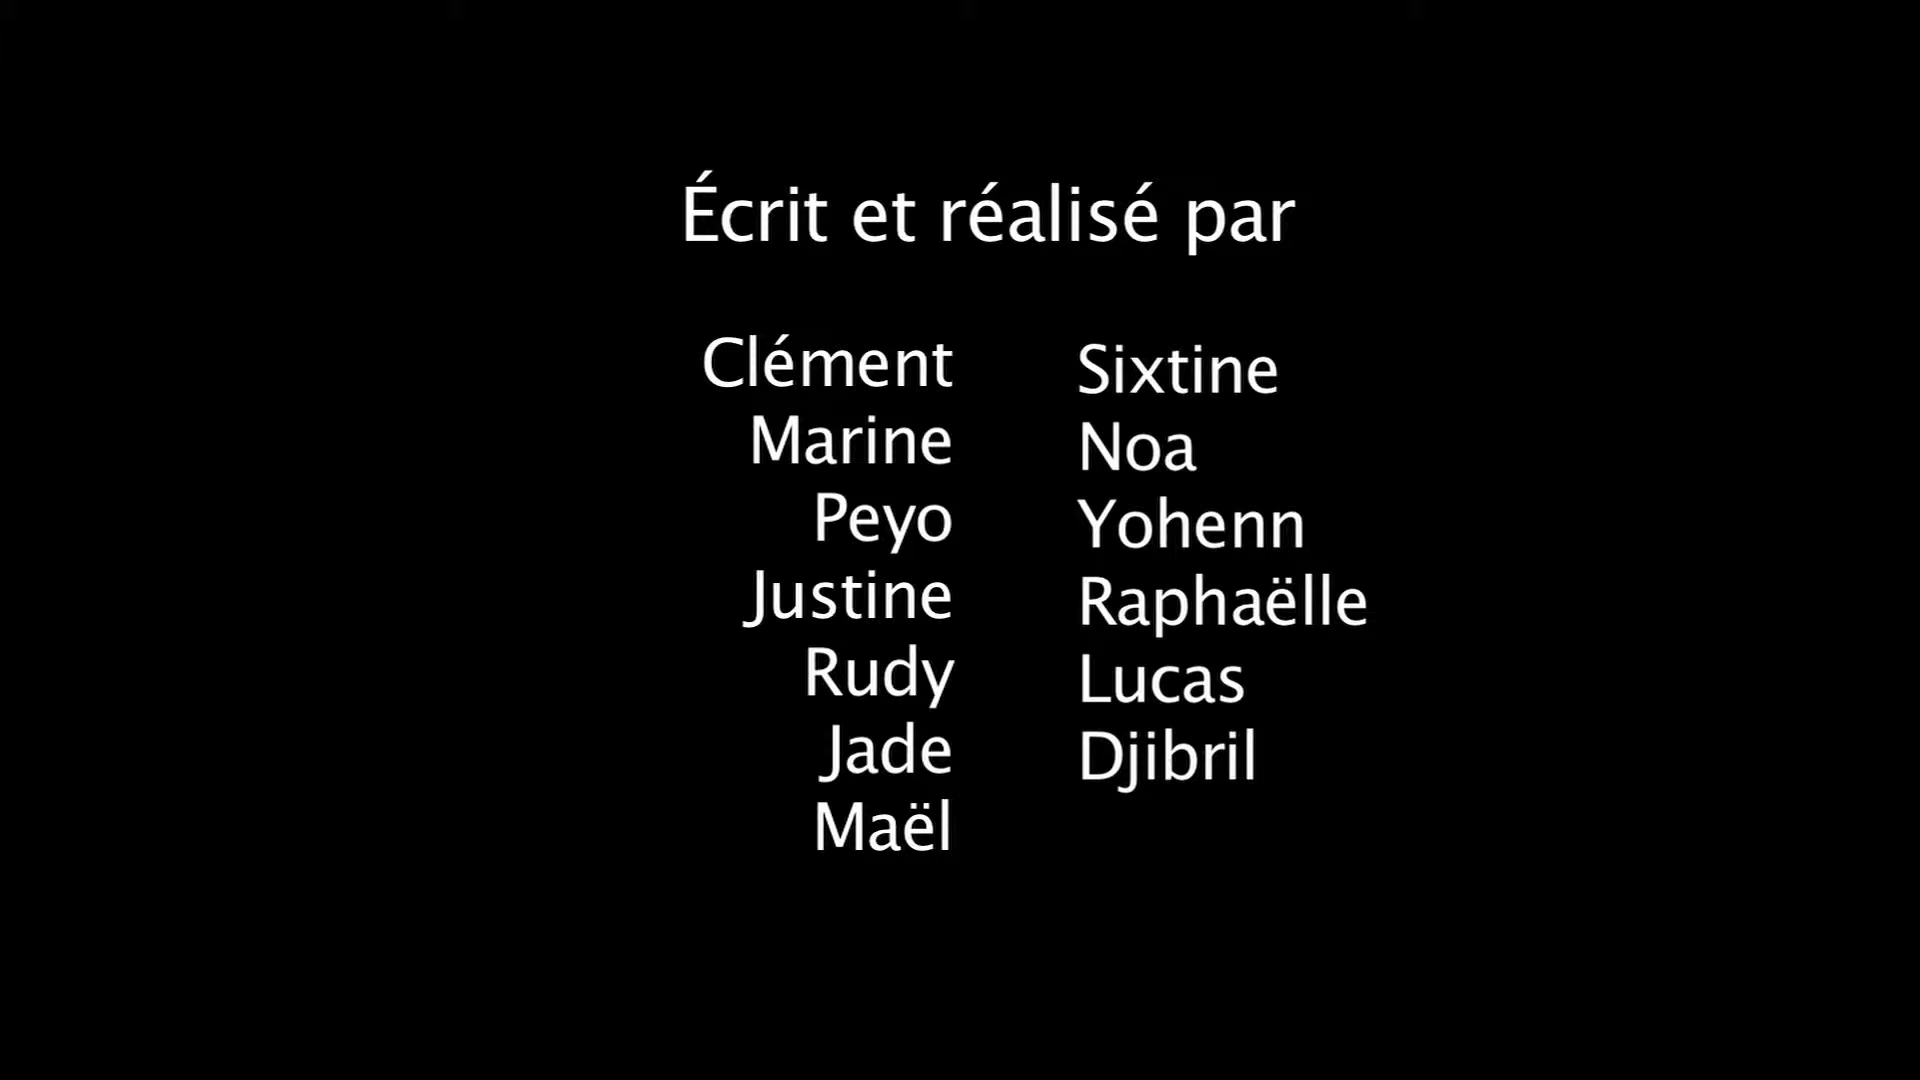 Écrit et réalisé par
Clément
Marine
Peyo
Justine
Rudy
Jade
Maël
Sixtine
Noa
Yohenn
Raphaëlle
Lucas
Djibril